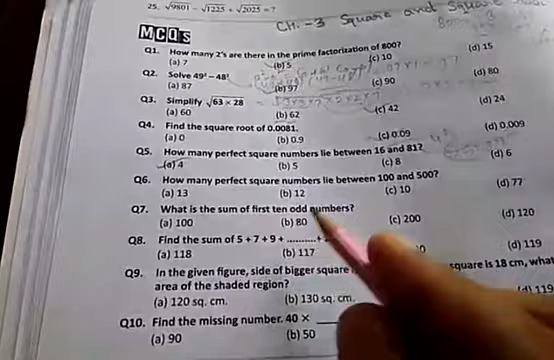 25. √9801 - √1225 + √2025 = ?
CH.-3 Square and Square
MCQs
Q1. How many 2's are there in the prime factorization of 800?
(a) 7 (b) 5 (c) 10 (d) 15
Q2. Solve 49² - 48²
(a) 87 (b) 97 (c) 90 (d) 80
Q3. Simplify √63 × 28
(a) 60 (b) 62 (c) 42 (d) 24
Q4. Find the square root of 0.0081.
(a) 0 (b) 0.9 (c) 0.09 (d) 0.009
Q5. How many perfect square numbers lie between 16 and 81?
(a) 4 (b) 5 (c) 8 (d) 6
Q6. How many perfect square numbers lie between 100 and 500?
(a) 13 (b) 12 (c) 10 (d) 77
Q7. What is the sum of first ten odd numbers?
(a) 100 (b) 80 (c) 200 (d) 120
Q8. Find the sum of 5 + 7 + 9 + ..........+
(a) 118 (b) 117 (d) 119
Q9. In the given figure, side of bigger square square is 18 cm, what
area of the shaded region?
(a) 120 sq. cm. (b) 130 sq. cm. (d) 119
Q10. Find the missing number. 40 × ___
(a) 90 (b) 50